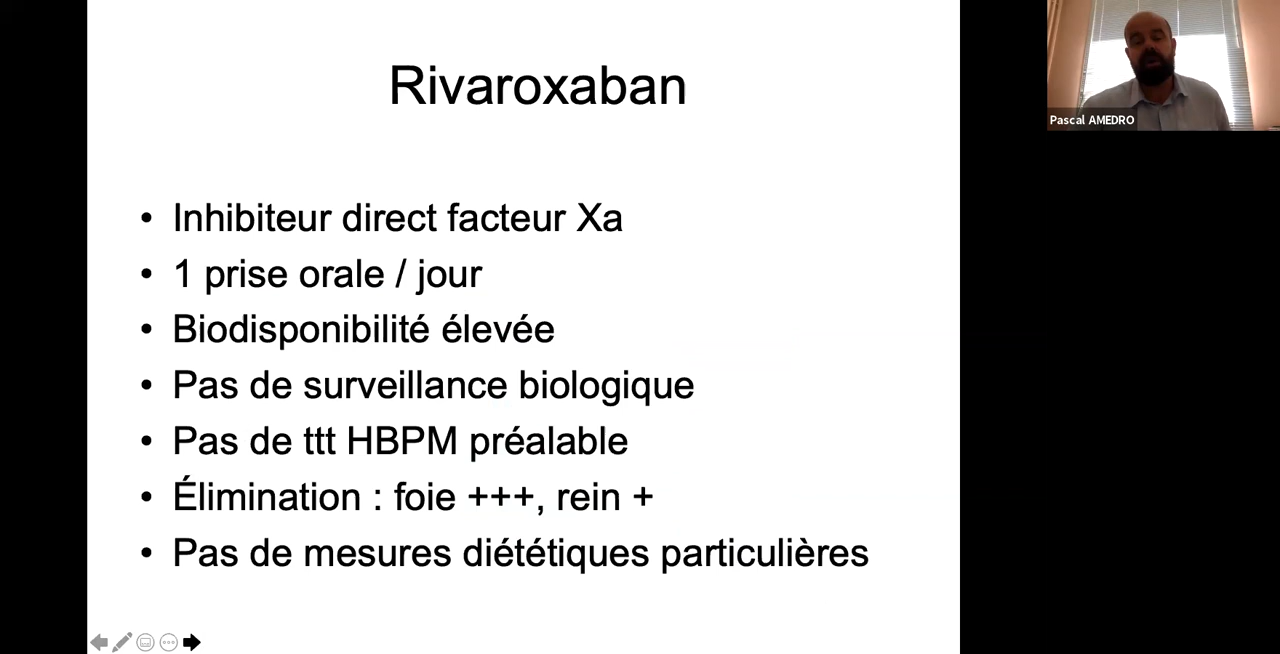 Rivaroxaban
• Inhibiteur direct facteur Xa
• 1 prise orale / jour
• Biodisponibilité élevée
• Pas de surveillance biologique
• Pas de ttt HBPM préalable
• Élimination : foie +++, rein +
• Pas de mesures diététiques particulières
Pascal AMEDRO